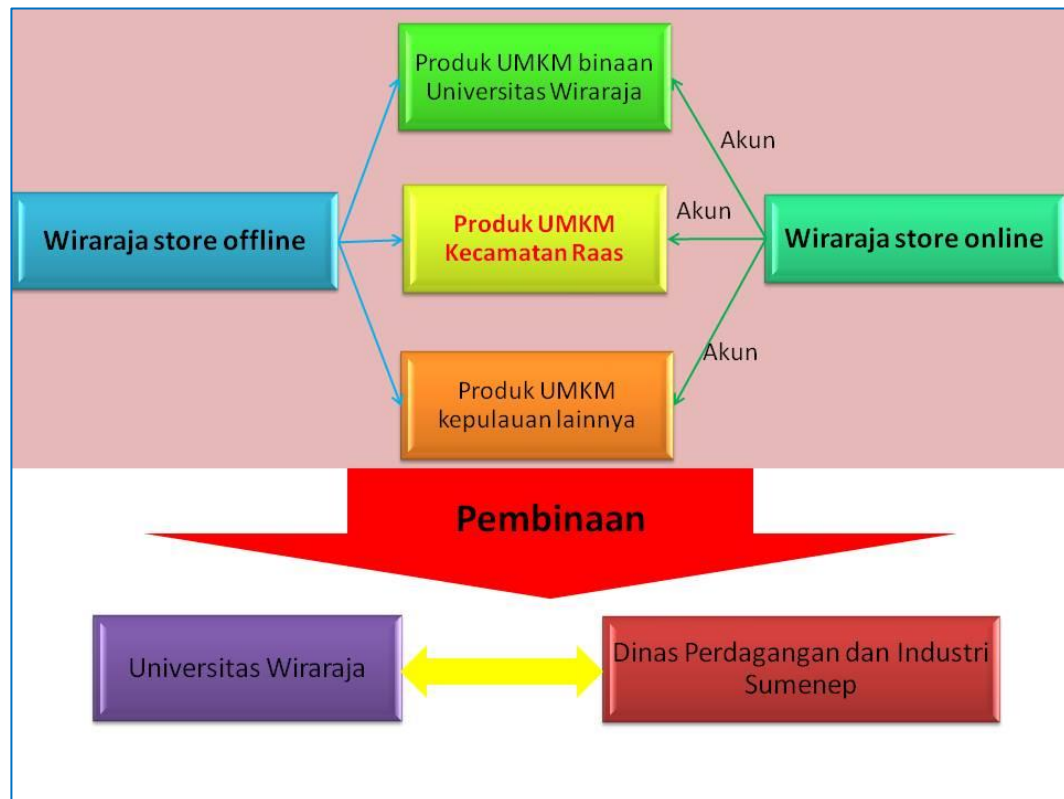 Produk UMKM binaan
Universitas Wiraraja
Akun
Wiraraja store offline
Produk UMKM
Kecamatan Raas
Akun
Wiraraja store online
Akun
Produk UMKM
kepulauan lainnya
Pembinaan
Universitas Wiraraja
Dinas Perdagangan dan Industri
Sumenep